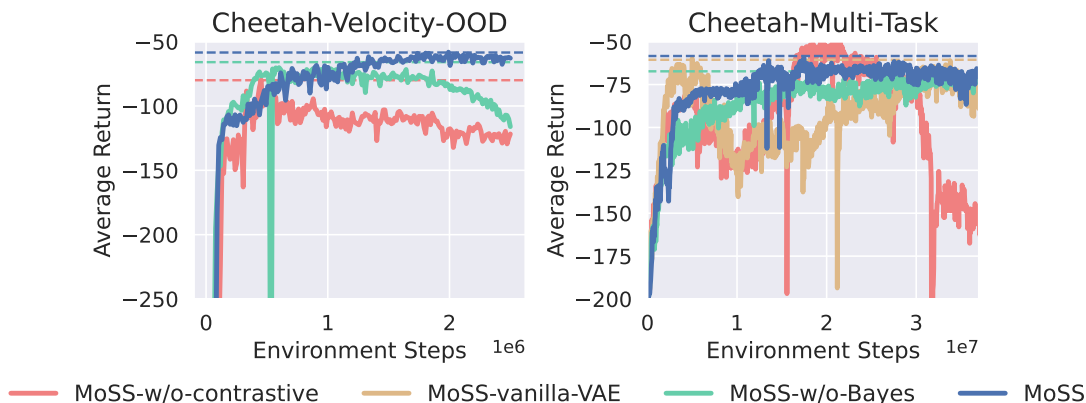 Cheetah-Velocity-OOD
Cheetah-Multi-Task
Average Return
−50
−100
−150
−200
−250
0
1
2
1e6
Environment Steps
Average Return
−50
−75
−100
−125
−150
−175
−200
0
1
2
3
1e7
Environment Steps
MoSS-w/o-contrastive
MoSS-vanilla-VAE
MoSS-w/o-Bayes
MoSS